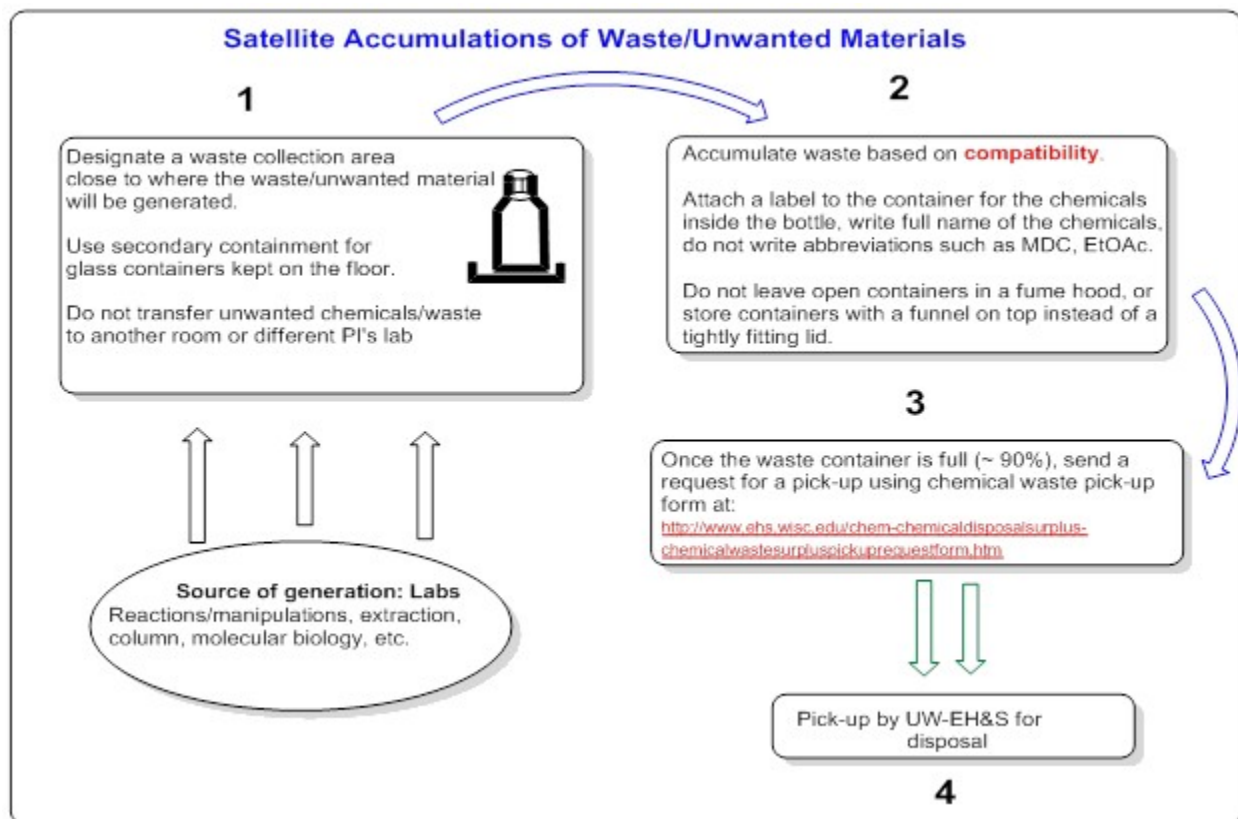 Satellite Accumulations of Waste/Unwanted Materials
1
Designate a waste collection area
close to where the waste/unwanted material
will be generated.
Use secondary containment for
glass containers kept on the floor.
Do not transfer unwanted chemicals/waste
to another room or different PI's lab
2
Accumulate waste based on compatibility.
Attach a label to the container for the chemicals
inside the bottle, write full name of the chemicals,
do not write abbreviations such as MDC, EtOAc.
Do not leave open containers in a fume hood, or
store containers with a funnel on top instead of a
tightly fitting lid.
3
Once the waste container is full (~ 90%), send a
request for a pick-up using chemical waste pick-up
form at:
http://www.ehs.wisc.edu/chem-chemicaldisposalsurplus-
chemicalwastesurpluspickuprequestform.htm
Source of generation: Labs
Reactions/manipulations, extraction,
column, molecular biology, etc.
Pick-up by UW-EH&S for
disposal
4